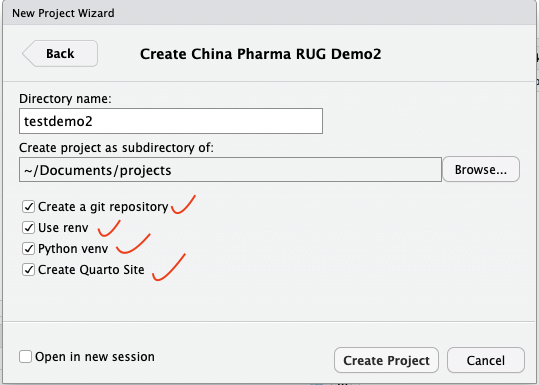 New Project Wizard
Back
Create China Pharma RUG Demo2
Directory name:
testdemo2
Create project as subdirectory of:
~/Documents/projects
Browse...
Create a git repository
Use renv
Python venv
Create Quarto Site
Open in new session
Create Project
Cancel